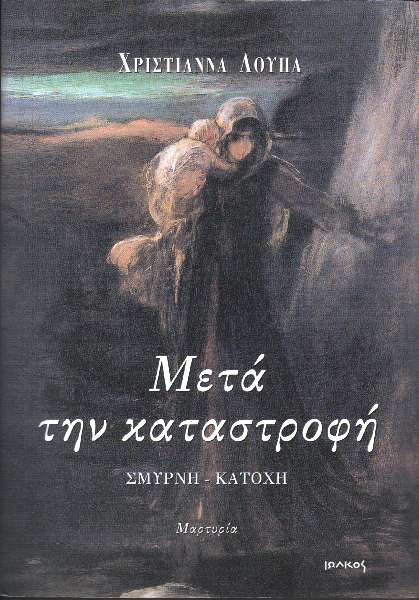 ΧΡΙΣΤΙΑΝΝΑ ΛΟΥΠΑ
Μετά
την καταστροφή
ΣΜΥΡΝΗ - ΚΑΤΟΧΗ
Μαρτυρία
ΙΩΛΚΟΣ